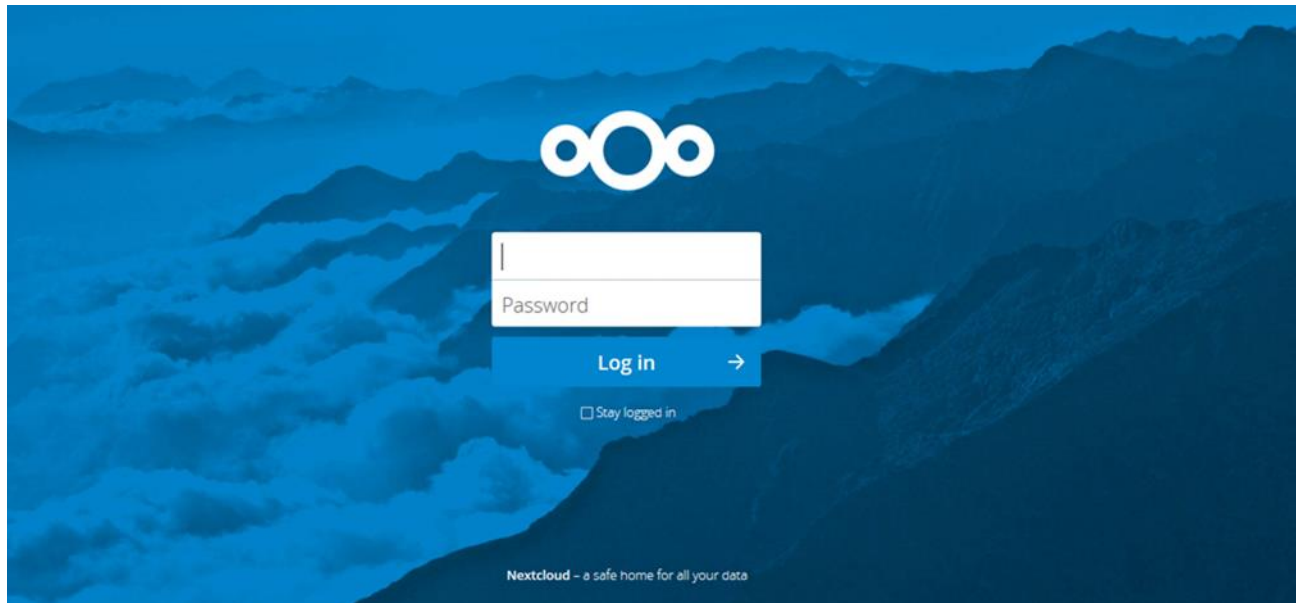 Password
Log in →
Stay logged in
Nextcloud – a safe home for all your data